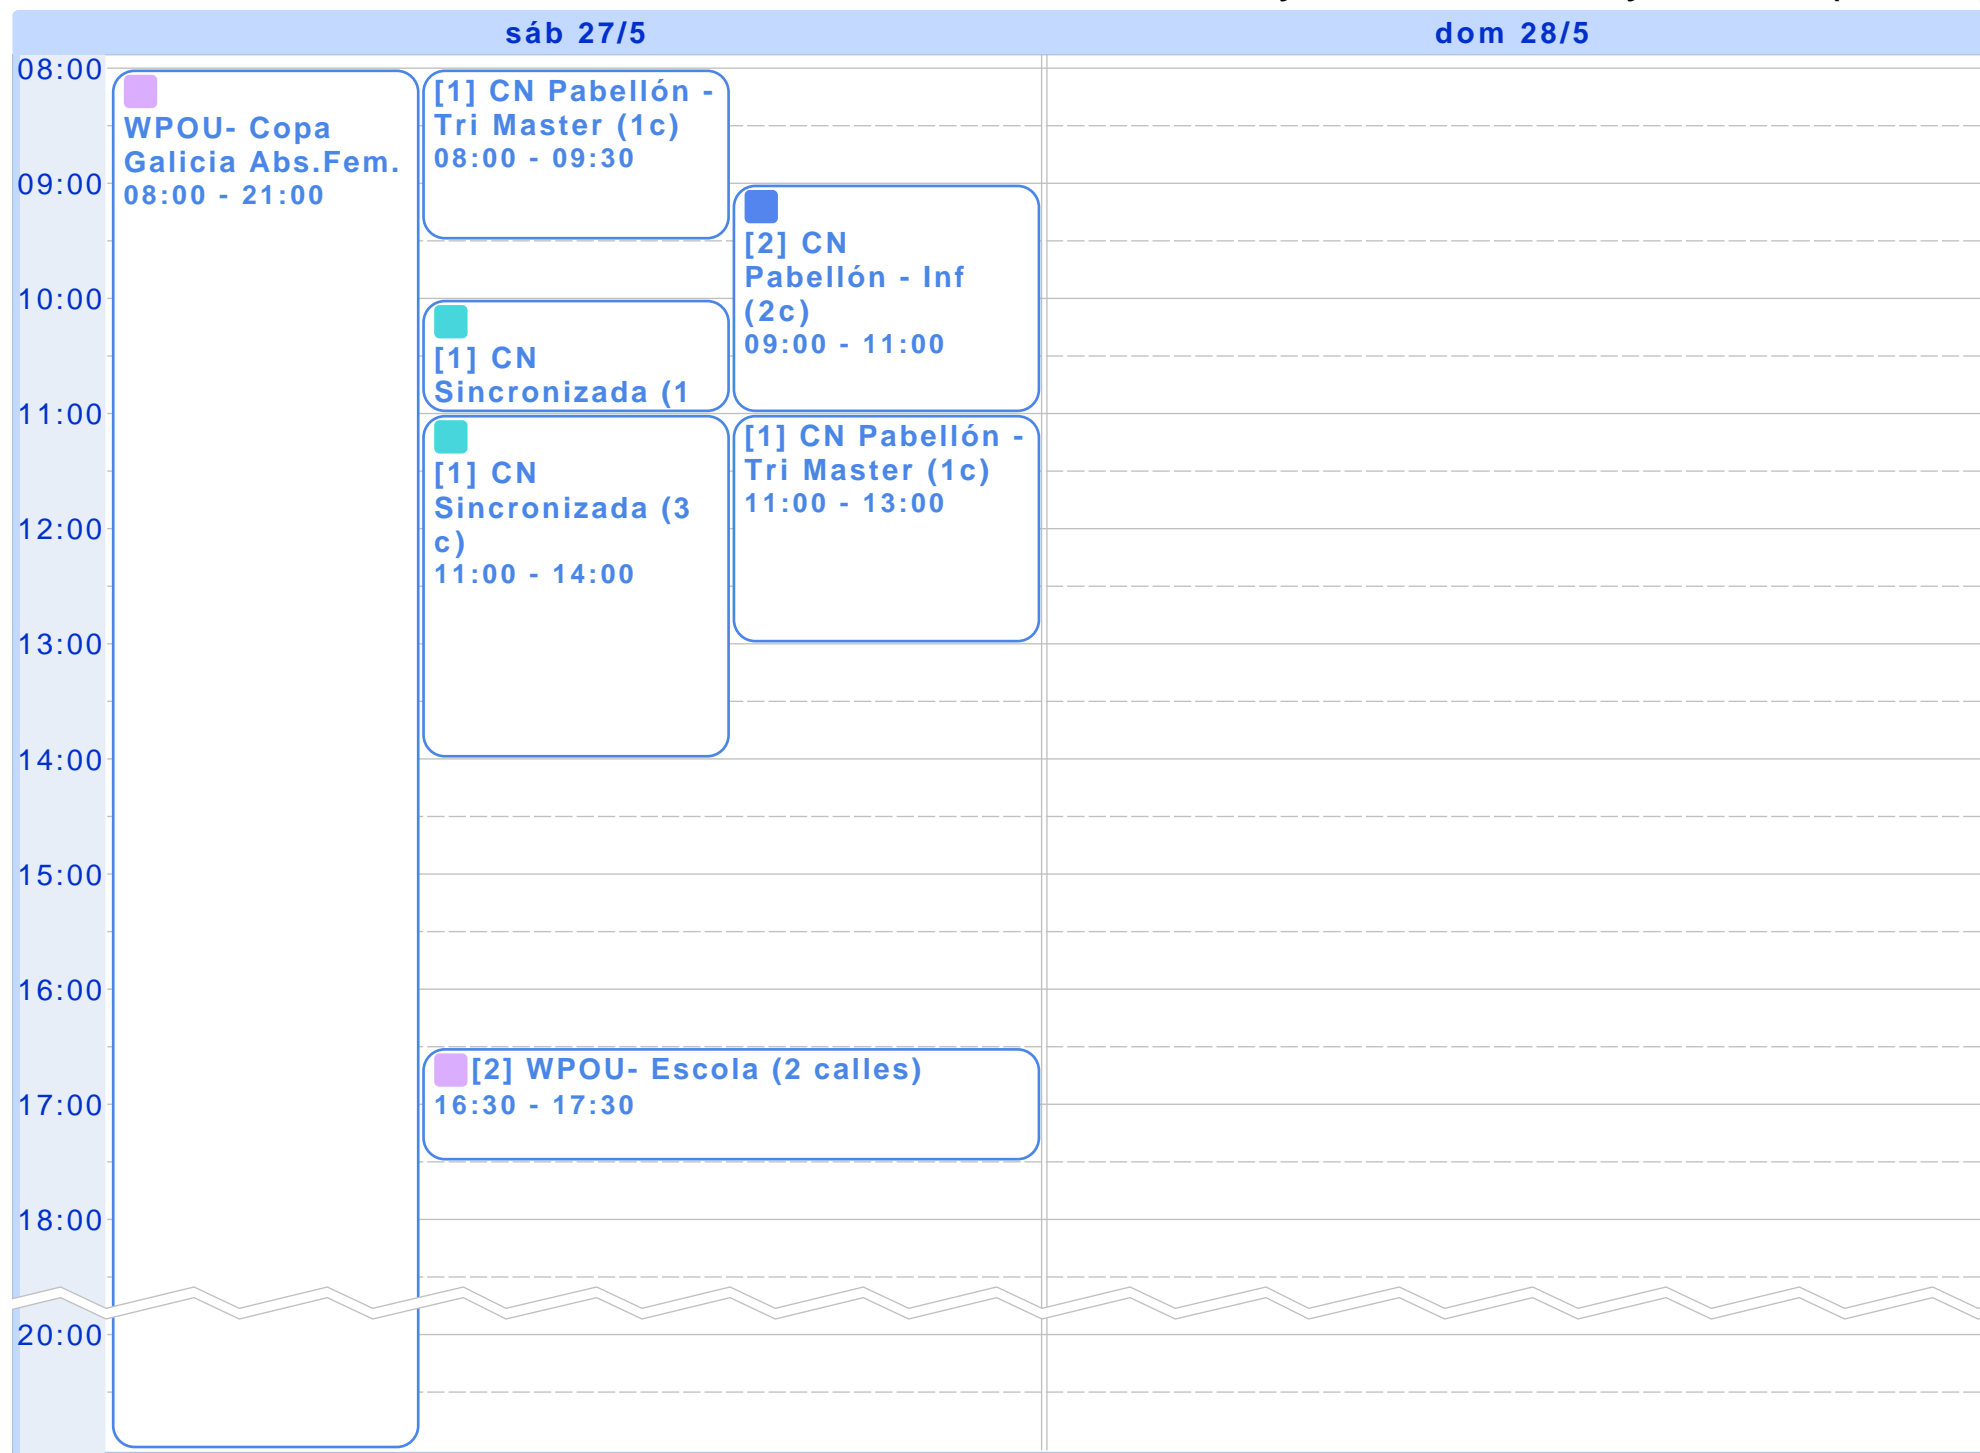 sáb 27/5
dom 28/5
08:00
09:00
10:00
11:00
12:00
13:00
14:00
15:00
16:00
17:00
18:00
20:00
WPOU- Copa
Galicia Abs.Fem.
08:00 - 21:00
[1] CN Pabellón -
Tri Master (1c)
08:00 - 09:30
[2] CN
Pabellón - Inf
(2c)
09:00 - 11:00
[1] CN
Sincronizada (1
[1] CN
Sincronizada (3
c)
11:00 - 14:00
[1] CN Pabellón -
Tri Master (1c)
11:00 - 13:00
[2] WPOU- Escola (2 calles)
16:30 - 17:30